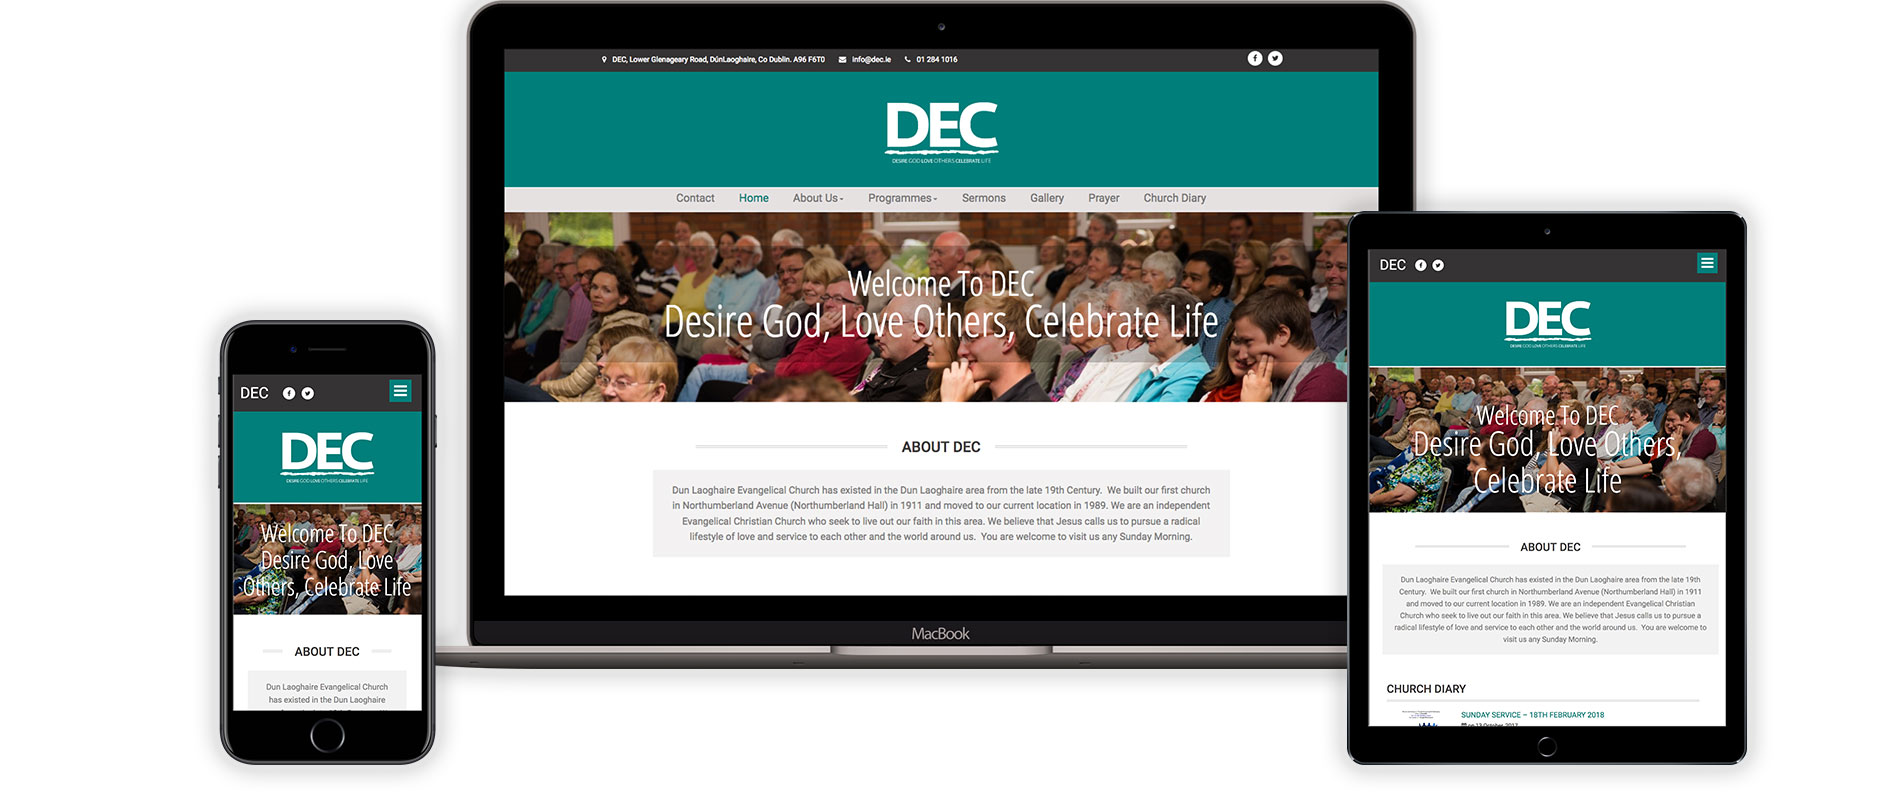 DEC, Lower Glenageary Road, DúnLaoghaire, Co Dublin. A96 F6T0 info@dec.ie 01 284 1016
DEC
DESIRE GOD LOVE OTHERS CELEBRATE LIFE
Contact Home About Us Programmes Sermons Gallery Prayer Church Diary
Welcome To DEC
Desire God, Love Others, Celebrate Life
ABOUT DEC
Dun Laoghaire Evangelical Church has existed in the Dun Laoghaire area from the late 19th Century. We built our first church
in Northumberland Avenue (Northumberland Hall) in 1911 and moved to our current location in 1989. We are an independent
Evangelical Christian Church who seek to live out our faith in this area. We believe that Jesus calls us to pursue a radical
lifestyle of love and service to each other and the world around us. You are welcome to visit us any Sunday Morning.
MacBook
DEC
DEC
DESIRE GOD LOVE OTHERS CELEBRATE LIFE
Welcome To DEC
Desire God, Love
Others, Celebrate Life
ABOUT DEC
Dun Laoghaire Evangelical Church
has existed in the Dun Laoghaire
DEC
DEC
DESIRE GOD LOVE OTHERS CELEBRATE LIFE
Welcome To DEC
Desire God, Love Others,
Celebrate Life
ABOUT DEC
Dun Laoghaire Evangelical Church has existed in the Dun Laoghaire area from the late 19th
Century. We built our first church in Northumberland Avenue (Northumberland Hall) in 1911
and moved to our current location in 1989. We are an independent Evangelical Christian
Church who seek to live out our faith in this area. We believe that Jesus calls us to pursue a
radical lifestyle of love and service to each other and the world around us. You are welcome to
visit us any Sunday Morning.
CHURCH DIARY
SUNDAY SERVICE – 18TH FEBRUARY 2018
on 13 October, 2017